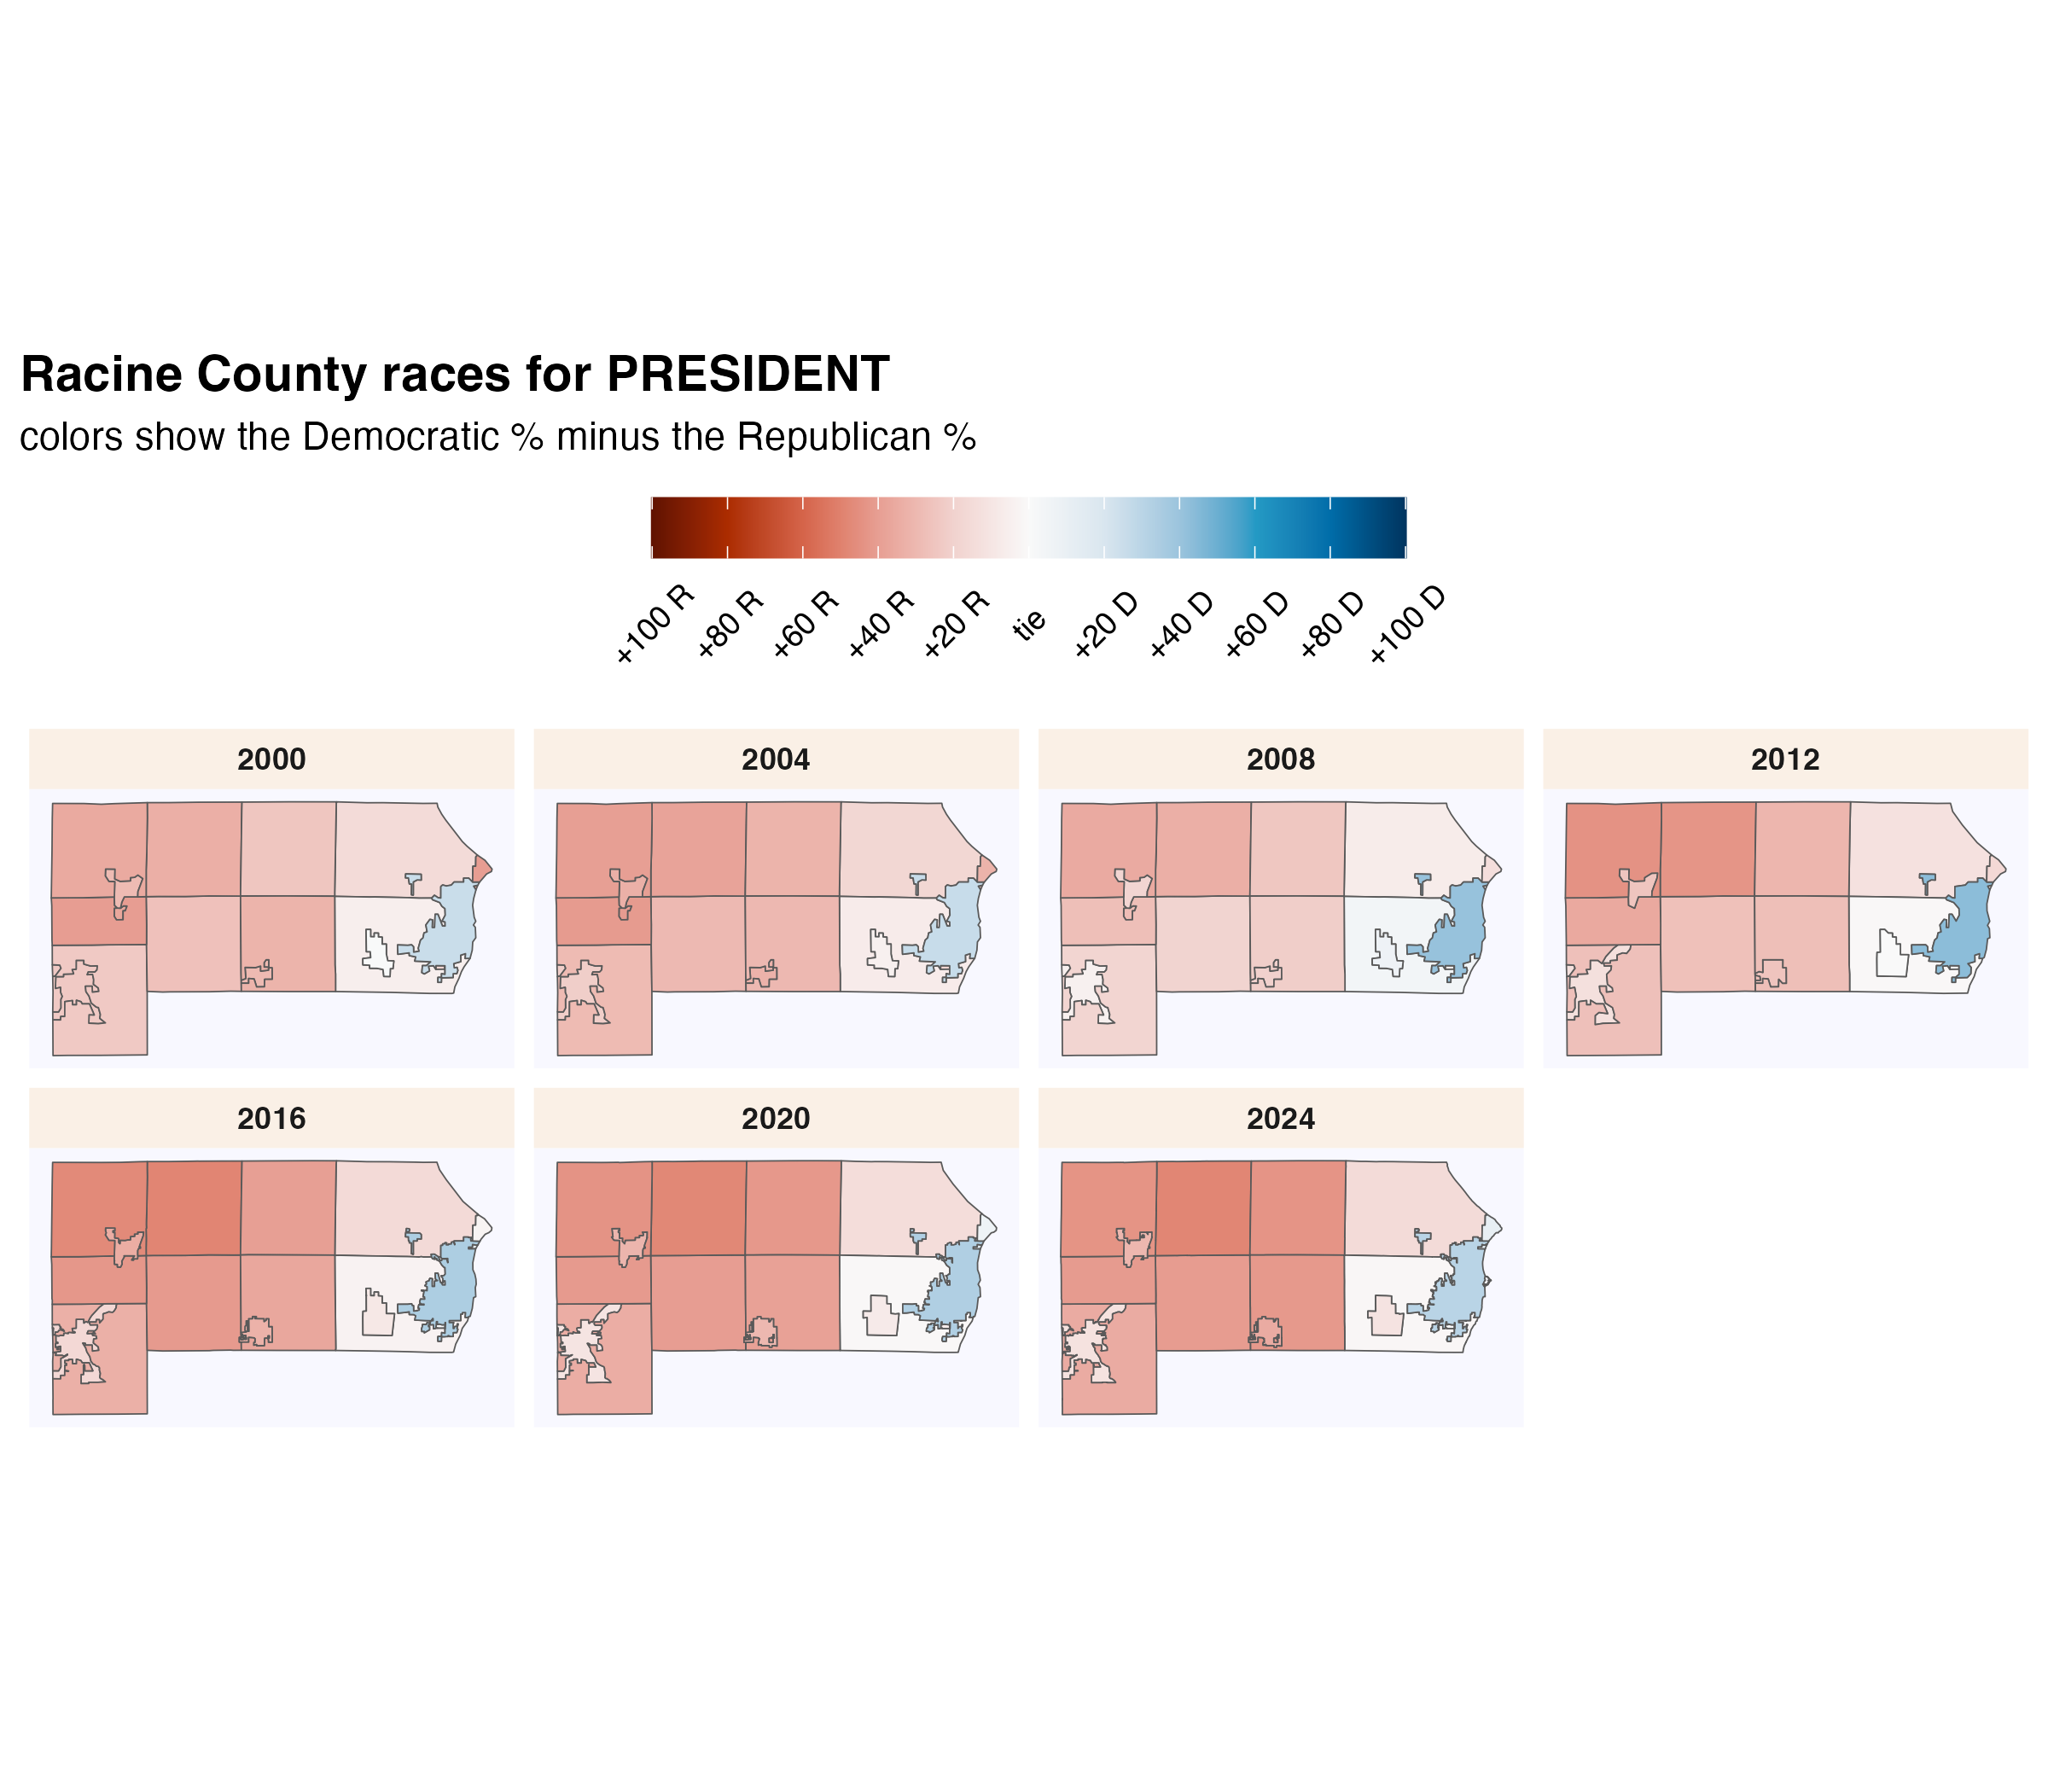 Racine County races for PRESIDENT
colors show the Democratic % minus the Republican %
+100 R
+80 R
+60 R
+40 R
+20 R
tie
+20 D
+40 D
+60 D
+80 D
+100 D
2000
2004
2008
2012
2016
2020
2024